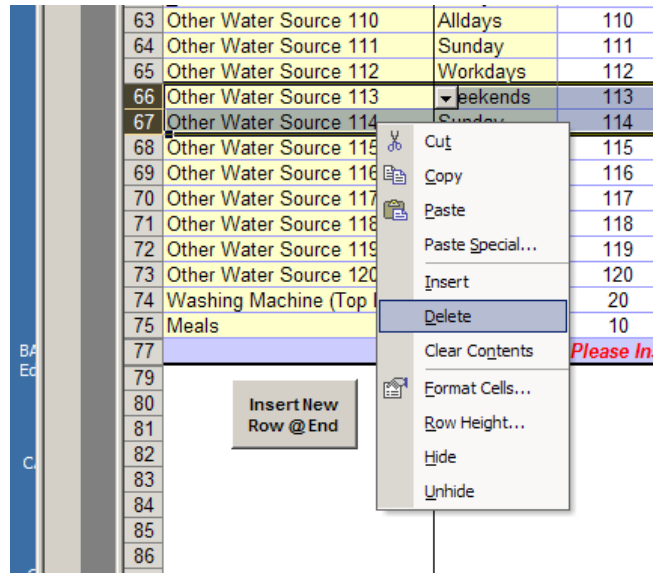 63 Other Water Source 110 Alldays 110
64 Other Water Source 111 Sunday 111
65 Other Water Source 112 Workdays 112
66 Other Water Source 113 eekends 113
67 Other Water Source 114 Sunday 114
68 Other Water Source 115 115
69 Other Water Source 116 116
70 Other Water Source 117 117
71 Other Water Source 118 118
72 Other Water Source 119 119
73 Other Water Source 120 120
74 Washing Machine (Top 20
75 Meals 10
77 Please In
79
80
81
82
83
84
85
86
Cut
Copy
Paste
Paste Special...
Insert
Delete
Clear Contents
Format Cells...
Row Height...
Hide
Unhide
Insert New
Row @ End
BA
Ed